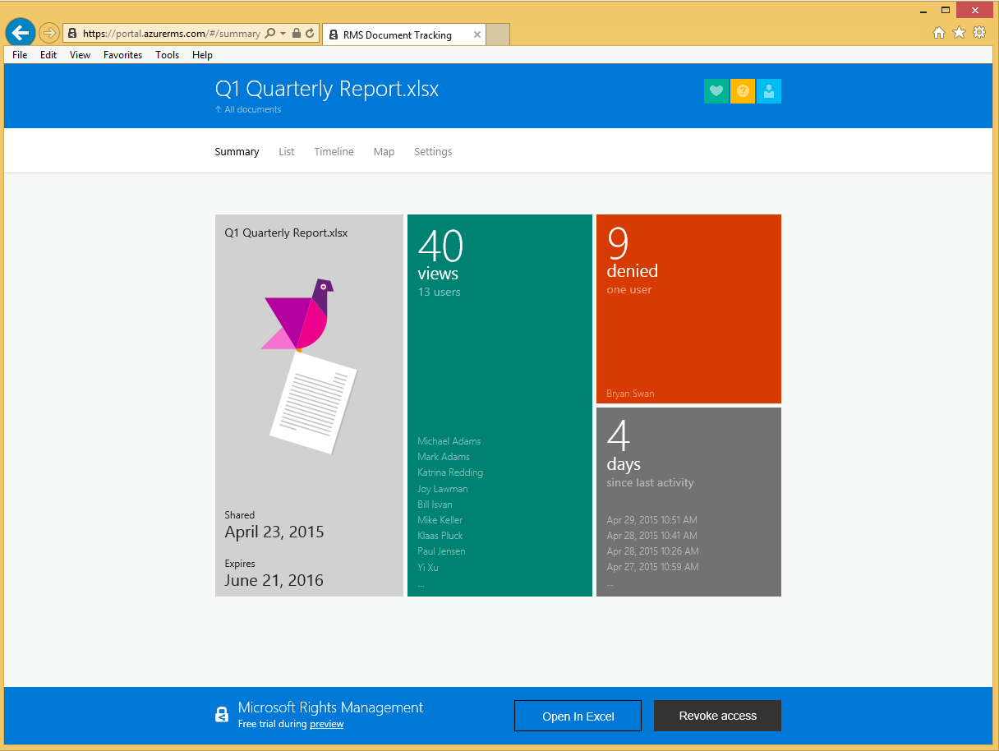 https://portal.azurerms.com/#/summary
RMS Document Tracking
File Edit View Favorites Tools Help
Q1 Quarterly Report.xlsx
All documents
?
Summary List Timeline Map Settings
Q1 Quarterly Report.xlsx
Shared
April 23, 2015
Expires
June 21, 2016
40
views
13 users
Michael Adams
Mark Adams
Katrina Redding
Joy Lawman
Bill Isvan
Mike Keller
Klaas Pluck
Paul Jensen
Yi Xu
...
9
denied
one user
Bryan Swan
4
days
since last activity
Apr 29, 2015 10:51 AM
Apr 28, 2015 10:41 AM
Apr 28, 2015 10:26 AM
Apr 27, 2015 10:59 AM
...
Microsoft Rights Management
Free trial during preview
Open In Excel
Revoke access